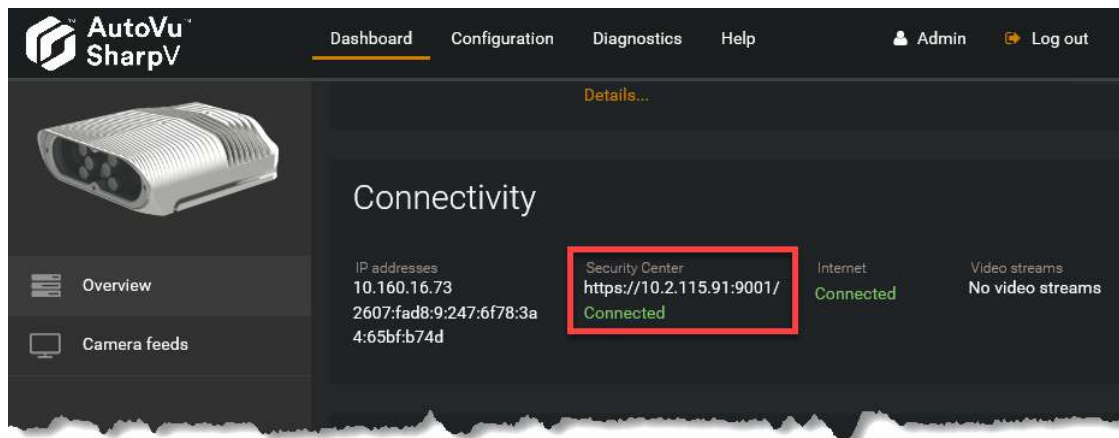 AutoVu™
SharpV
Dashboard Configuration Diagnostics Help Admin Log out
Details...
Connectivity
IP addresses
10.160.16.73
2607:fad8:9:247:6f78:3a
4:65bf:b74d
Security Center
https://10.2.115.91:9001/
Connected
Internet
Connected
Video streams
No video streams
Overview
Camera feeds